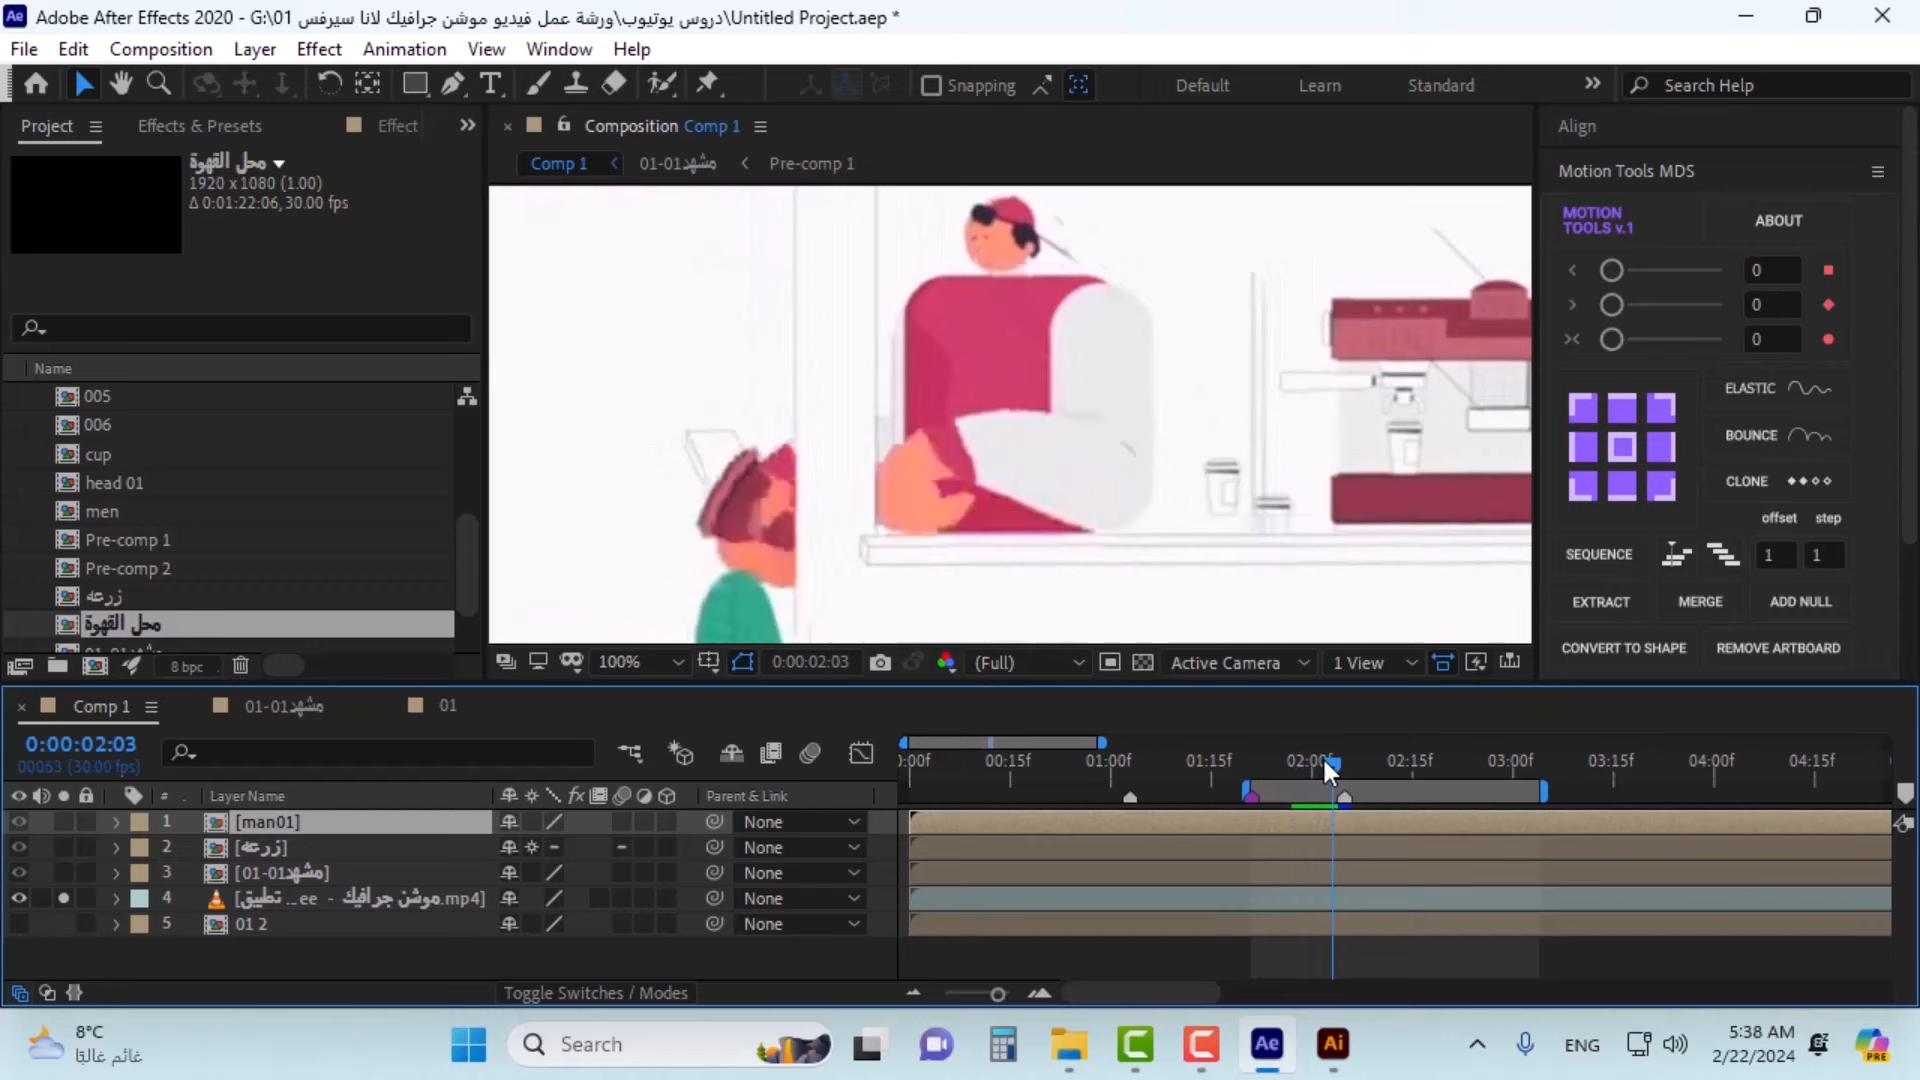 Adobe After Effects 2020 - G:\01 دروس يوتيوب\ورشة عمل فيديو موشن جرافيك لانا سيرفس\Untitled Project.aep *
File Edit Composition Layer Effect Animation View Window Help
Snapping Default Learn Standard Search Help
Project Effects & Presets Effect
محل القهوة
1920 x 1080 (1.00)
Δ 0:01:22:06, 30.00 fps
Name
005
006
cup
head 01
men
Pre-comp 1
Pre-comp 2
زرعه
محل القهوة
مشهد01-01
8 bpc
Composition Comp 1
Comp 1 مشهد01-01 Pre-comp 1
100% 0:00:02:03 (Full) Active Camera 1 View
Align
Motion Tools MDS
MOTION TOOLS v.1 ABOUT
0
0
0
ELASTIC
BOUNCE
CLONE
offset step
SEQUENCE 1 1
EXTRACT MERGE ADD NULL
CONVERT TO SHAPE REMOVE ARTBOARD
Comp 1 مشهد01-01 01
0:00:02:03
00063 (30.00 fps)
:00f 00:15f 01:00f 01:15f 02:00f 02:15f 03:00f 03:15f 04:00f 04:15f
# Layer Name Parent & Link
1 [man01] None
2 [زرعه] None
3 [مشهد01-01] None
4 [موشن جرافيك - ee ... تطبيق.mp4] None
5 01 2 None
Toggle Switches / Modes
8°C
غائم غالبًا
Search
ENG
5:38 AM
2/22/2024
PRE